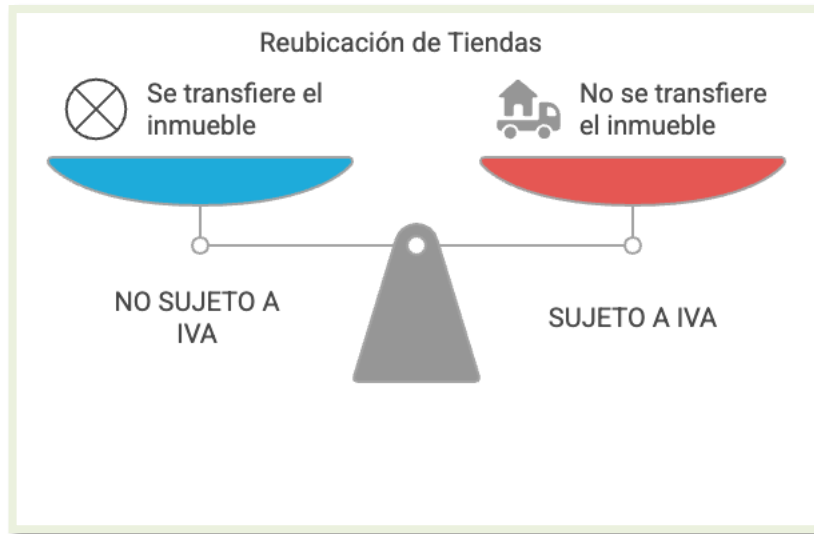 Reubicación de Tiendas
Se transfiere el
inmueble
No se transfiere
el inmueble
NO SUJETO A
IVA
SUJETO A IVA